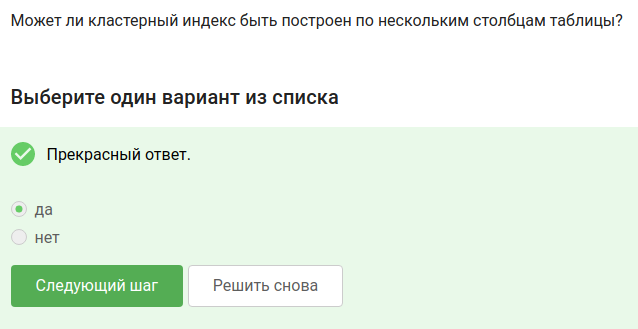 Может ли кластерный индекс быть построен по нескольким столбцам таблицы?
Выберите один вариант из списка
Прекрасный ответ.
да
нет
Следующий шаг
Решить снова